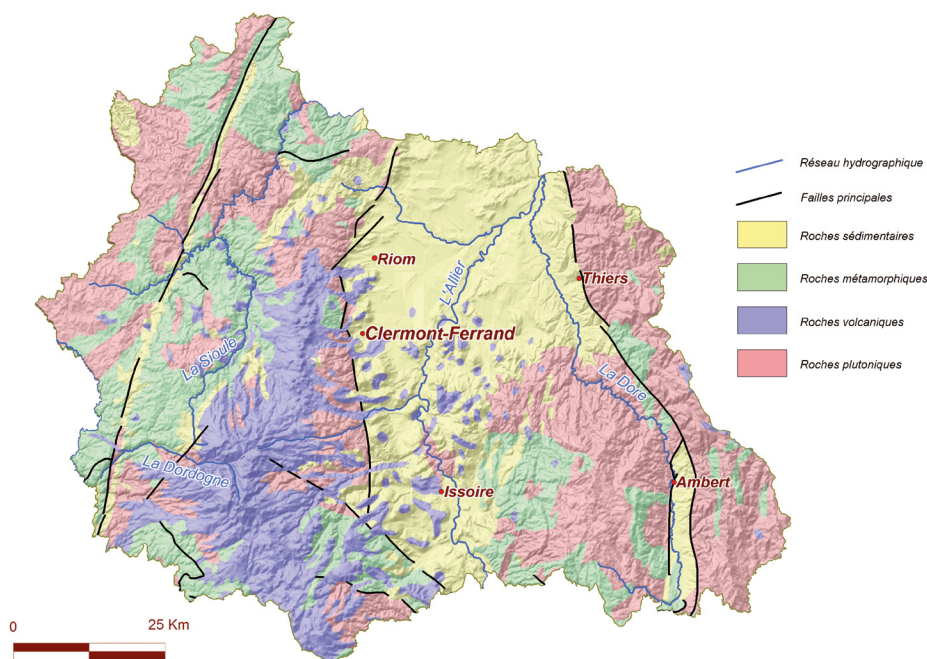 Réseau hydrographique
Failles principales
Roches sédimentaires
Roches métamorphiques
Roches volcaniques
Roches plutoniques
Riom
L'Allier
Thiers
Clermont-Ferrand
La Sioule
La Dore
La Dordogne
Issoire
Ambert
0
25 Km